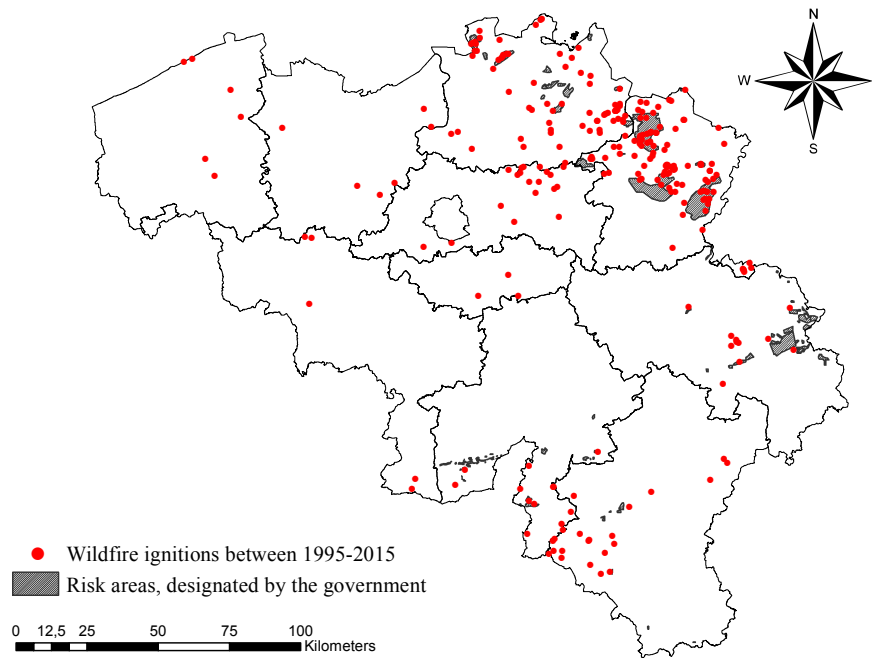 N
W E
S
Wildfire ignitions between 1995-2015
Risk areas, designated by the government
0 12,5 25 50 75 100
Kilometers